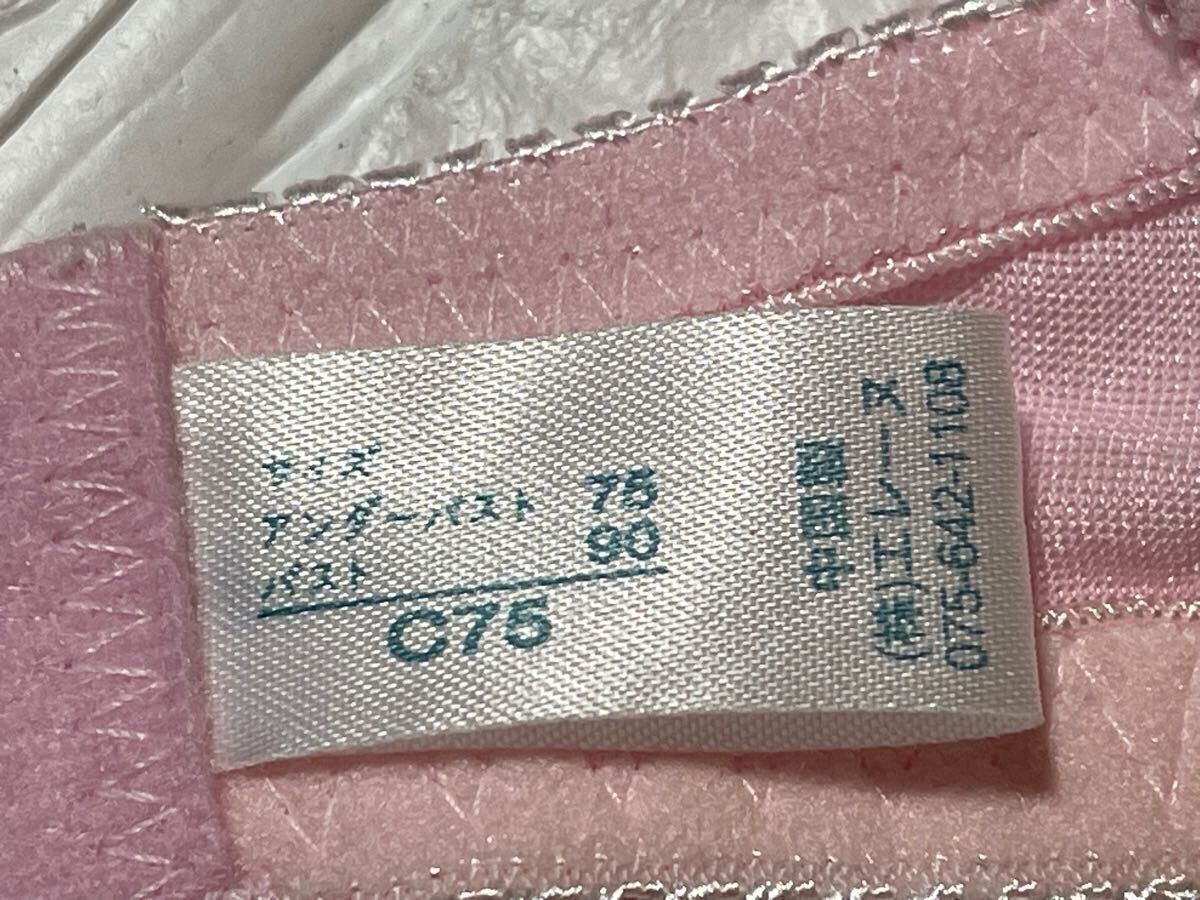 サイズ
アンダーバスト 75
バスト 90
C75
中国製
(株)エレーヌ
075-642-1108